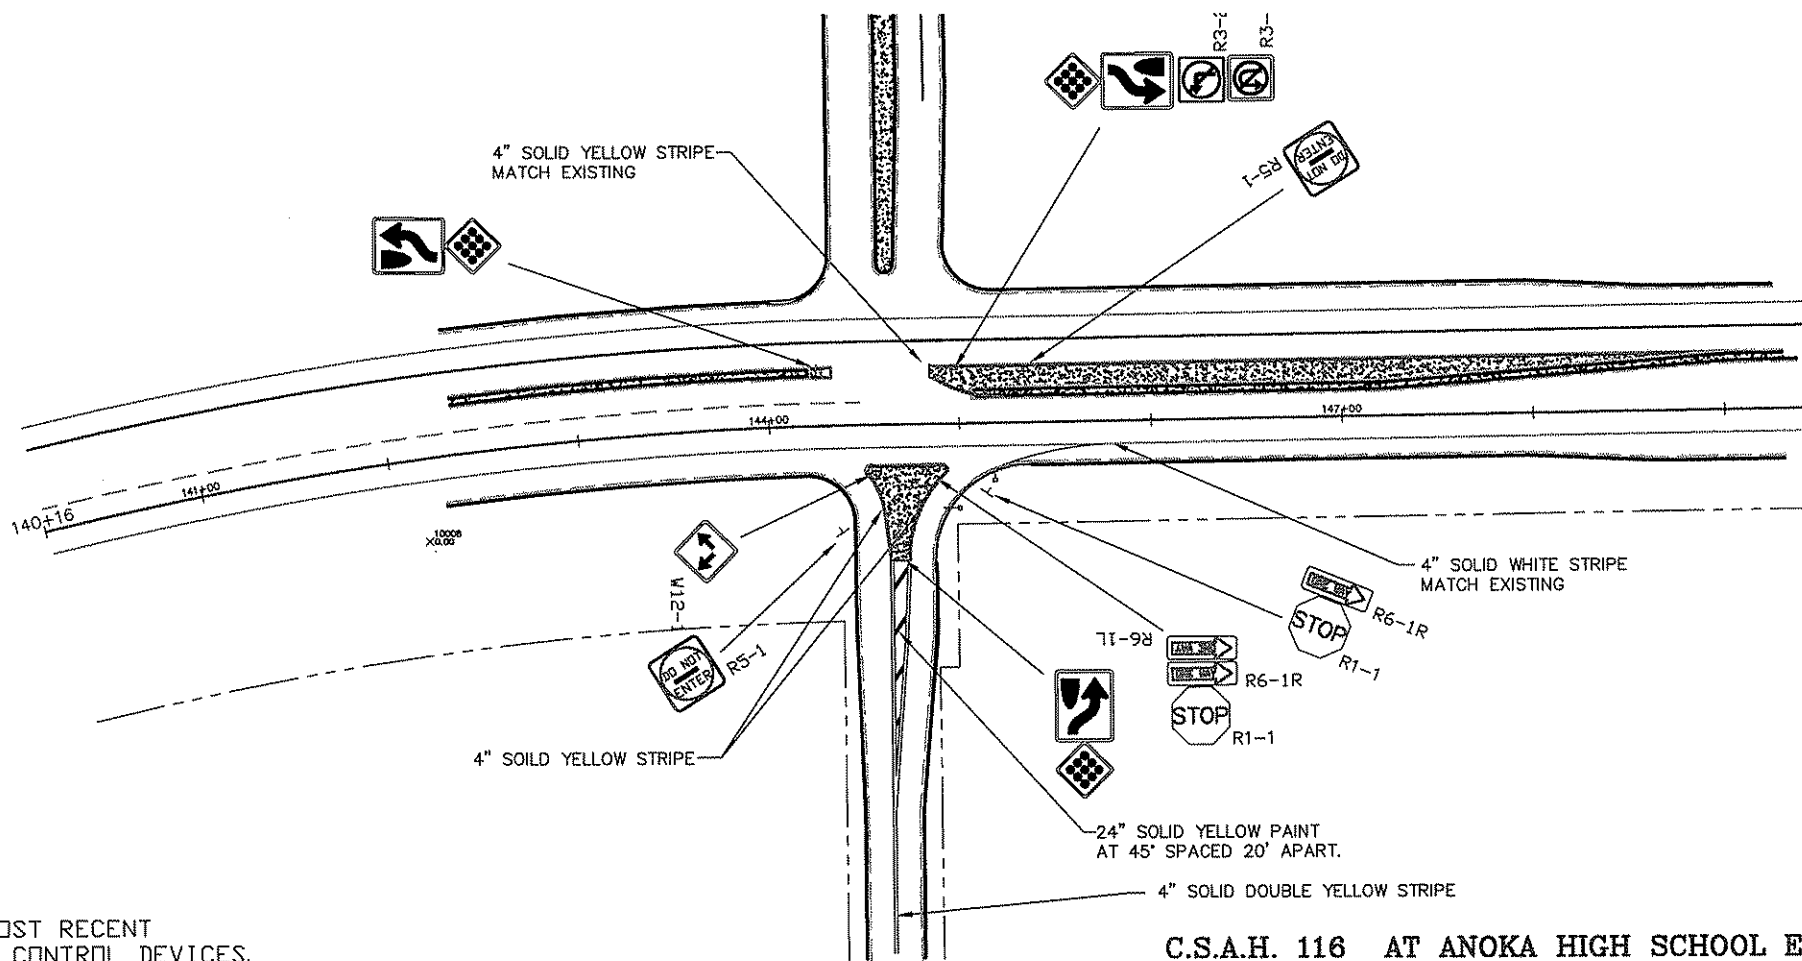 R3-
4" SOLID YELLOW STRIPE
MATCH EXISTING
DO NOT
ENTER
R5-1
144+00
147+00
141+00
140+16
10006
0.00
4" SOLID WHITE STRIPE
MATCH EXISTING
W12-
DO NOT
ENTER
R5-1
R6-1R
STOP
R1-1
R6-1L
R6-1R
STOP
R1-1
4" SOILD YELLOW STRIPE
24" SOLID YELLOW PAINT
AT 45° SPACED 20' APART.
4" SOLID DOUBLE YELLOW STRIPE
OST RECENT
CONTROL DEVICES.
C.S.A.H. 116 AT ANOKA HIGH SCHOOL E